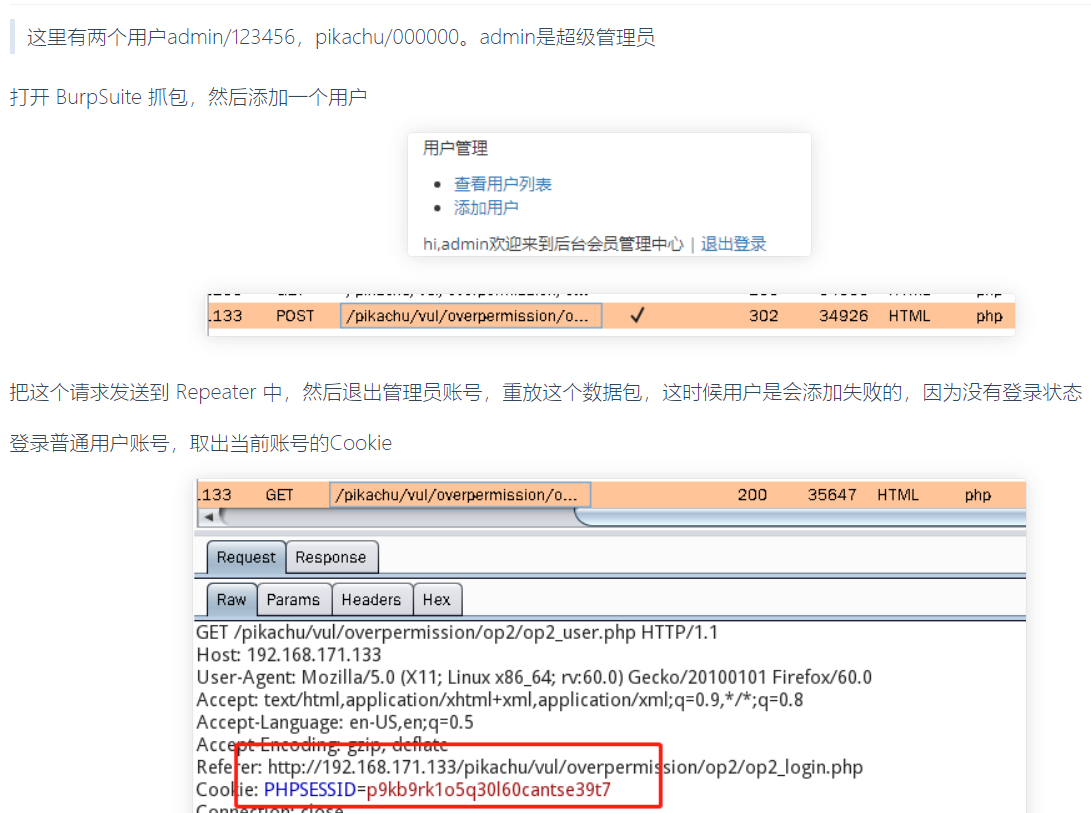 这里有两个用户admin/123456，pikachu/000000。admin是超级管理员
打开 BurpSuite 抓包，然后添加一个用户
用户管理
查看用户列表
添加用户
hi,admin欢迎来到后台会员管理中心 | 退出登录
.133 POST /pikachu/vul/overpermission/o... ✓ 302 34926 HTML php
把这个请求发送到 Repeater 中，然后退出管理员账号，重放这个数据包，这时候用户是会添加失败的，因为没有登录状态
登录普通用户账号，取出当前账号的Cookie
.133 GET /pikachu/vul/overpermission/o... 200 35647 HTML php
Request Response
Raw Params Headers Hex
GET /pikachu/vul/overpermission/op2/op2_user.php HTTP/1.1
Host: 192.168.171.133
User-Agent: Mozilla/5.0 (X11; Linux x86_64; rv:60.0) Gecko/20100101 Firefox/60.0
Accept: text/html,application/xhtml+xml,application/xml;q=0.9,*/*;q=0.8
Accept-Language: en-US,en;q=0.5
Accept-Encoding: gzip, deflate
Referer: http://192.168.171.133/pikachu/vul/overpermission/op2/op2_login.php
Cookie: PHPSESSID=p9kb9rk1o5q30l60cantse39t7
Connection: close